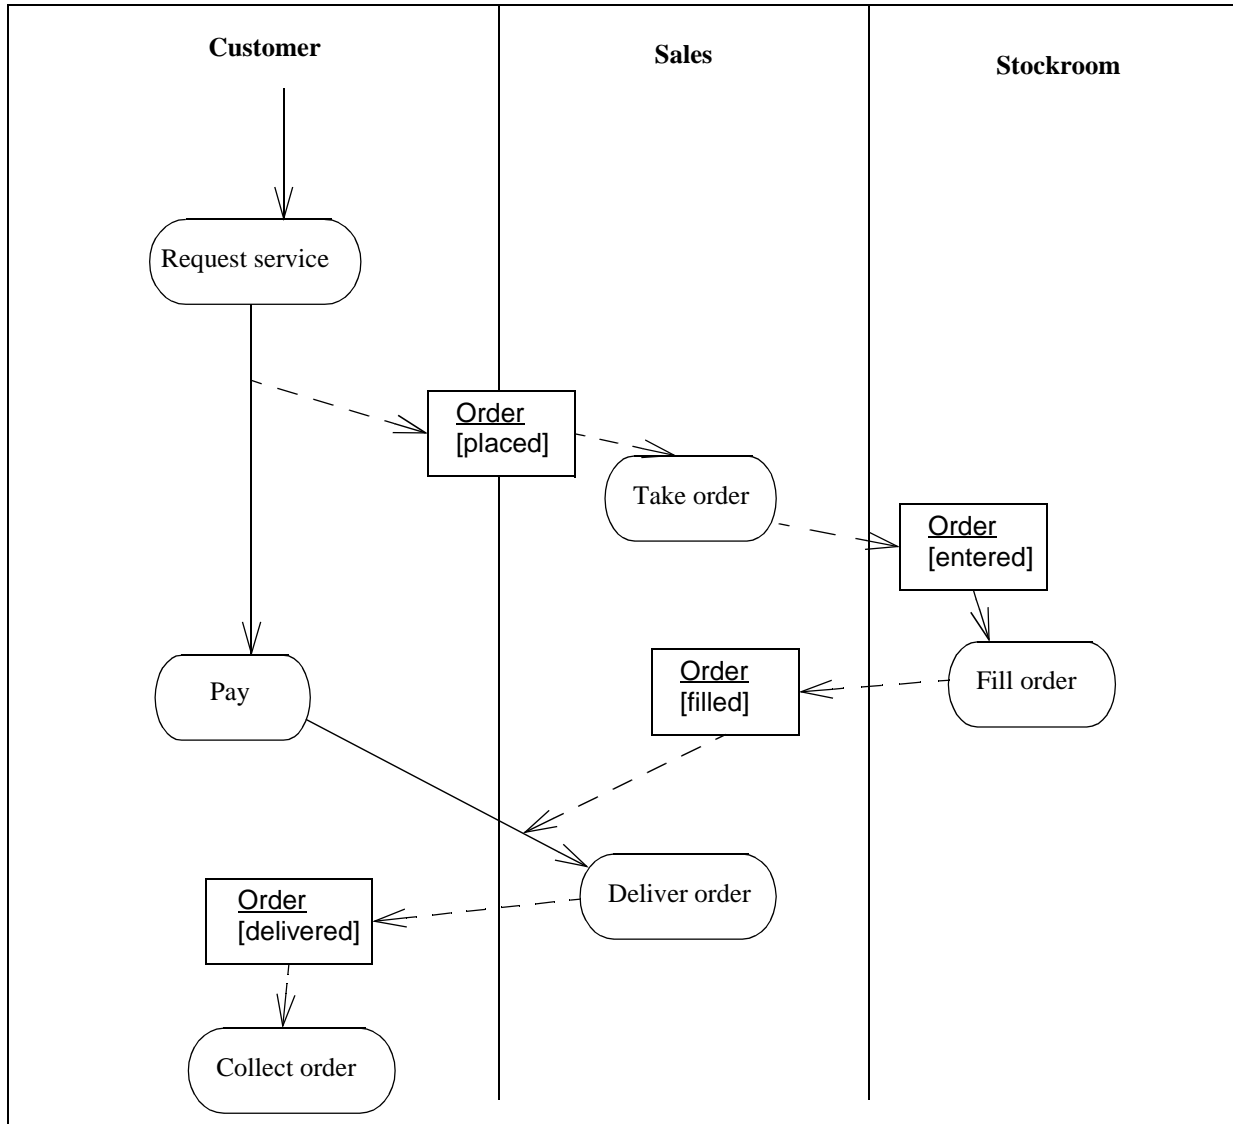 Customer
Sales
Stockroom
Request service
Order
[placed]
Take order
Order
[entered]
Order
[filled]
Fill order
Pay
Deliver order
Order
[delivered]
Collect order